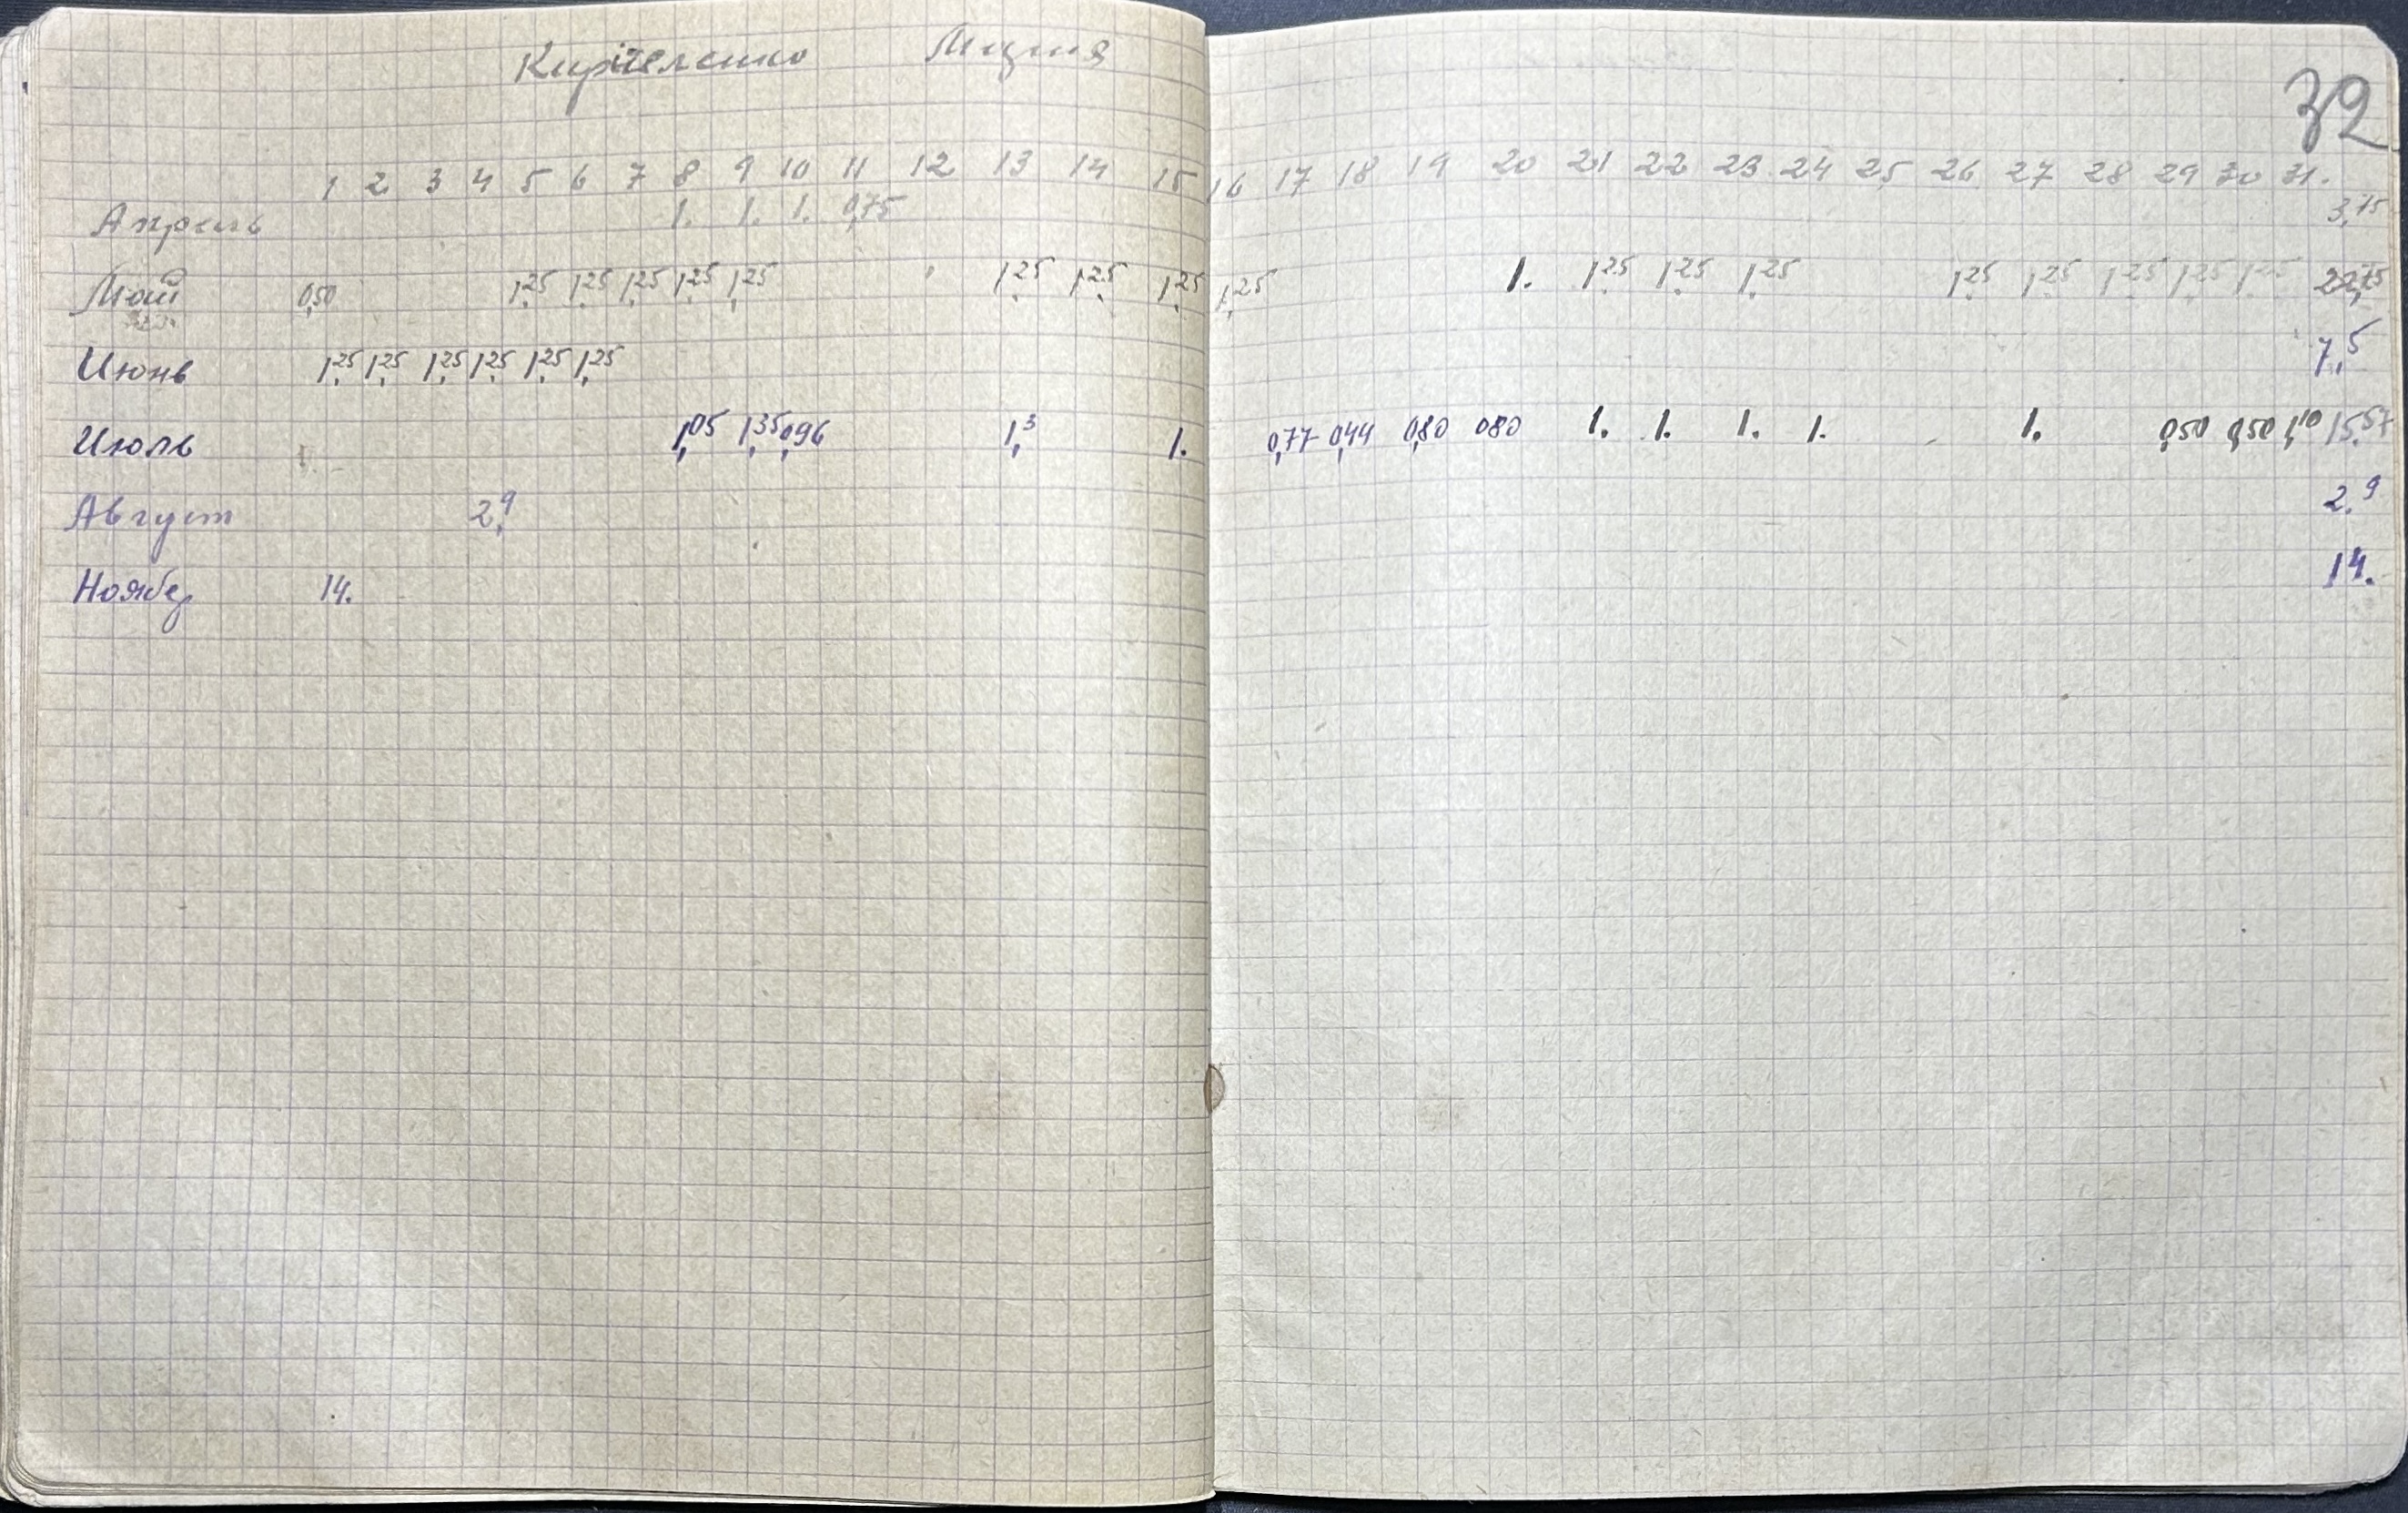 Мария
32
1 2 3 4 5 6 7 8 9 10 11 12 13 14 15 16 17 18 19 20 21 22 23 24 25 26 27 28 29 30 31.
Апрель 1. 1. 1. 0,75 3,75
Май 0,50 1,25 1,25 1,25 1,25 1,25 1,25 1,25 1,25 1,25 1. 1,25 1,25 1,25 1,25 1,25 1,25 1,25 1,25
Июнь 1,25 1,25 1,25 1,25 1,25 1,25 7,5
Июль 1,05 1,35 0,96 1,3 1. 0,77 0,44 0,80 080 1. 1. 1. 1. 1. 0,50 0,50 1,10 15,57
Август 2,9 2,9
Ноябр 14. 14.